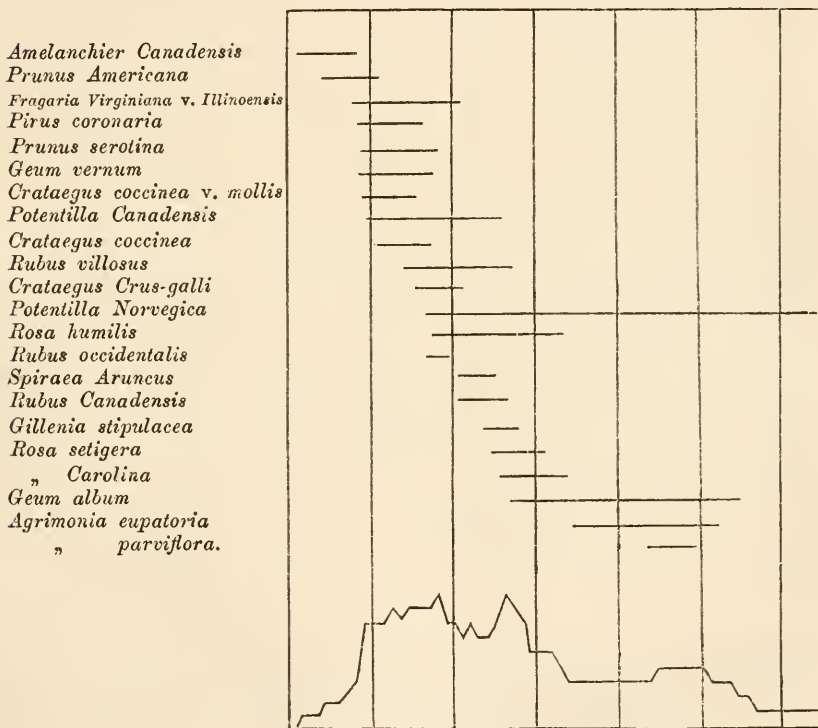 Amelanchier Canadensis
Prunus Americana
Fragaria Virginiana v. Illinoensis
Pirus coronaria
Prunus serotina
Geum vernum
Crataegus coccinea v. mollis
Potentilla Canadensis
Crataegus coccinea
Rubus villosus
Crataegus Crus-galli
Potentilla Norvegica
Rosa humilis
Rubus occidentalis
Spiraea Aruncus
Rubus Canadensis
Gillenia stipulacea
Rosa setigera
„ Carolina
Geum album
Agrimonia eupatoria
„ parviflora.